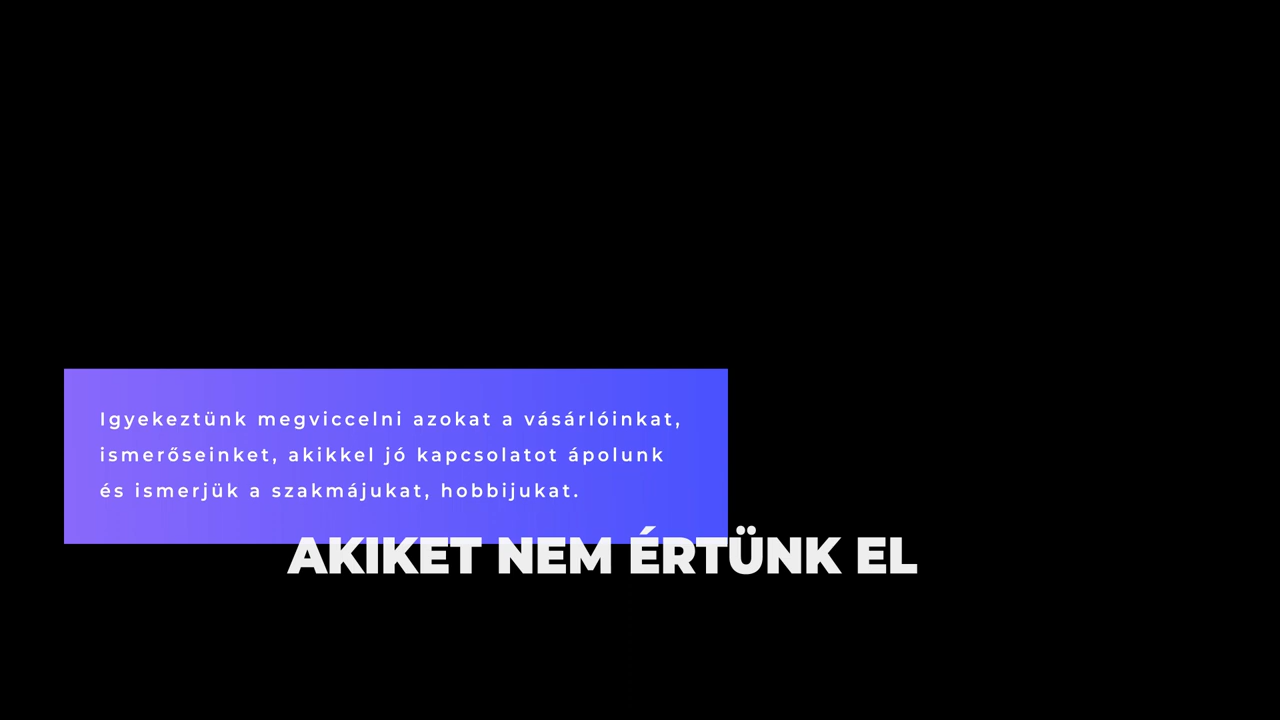 Igyekeztünk megviccelni azokat a vásárlóinkat,
ismerőseinket, akikkel jó kapcsolatot ápolunk
és ismerjük a szakmájukat, hobbijukat.
AKIKET NEM ÉRTÜNK EL